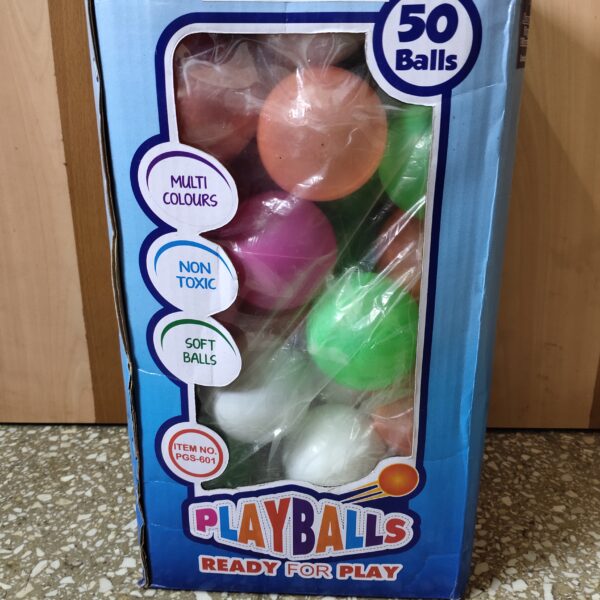 50
Balls
MULTI
COLOURS
NON
TOXIC
SOFT
BALLS
ITEM NO.
PGS-601
PLAYBALLS
READY FOR PLAY